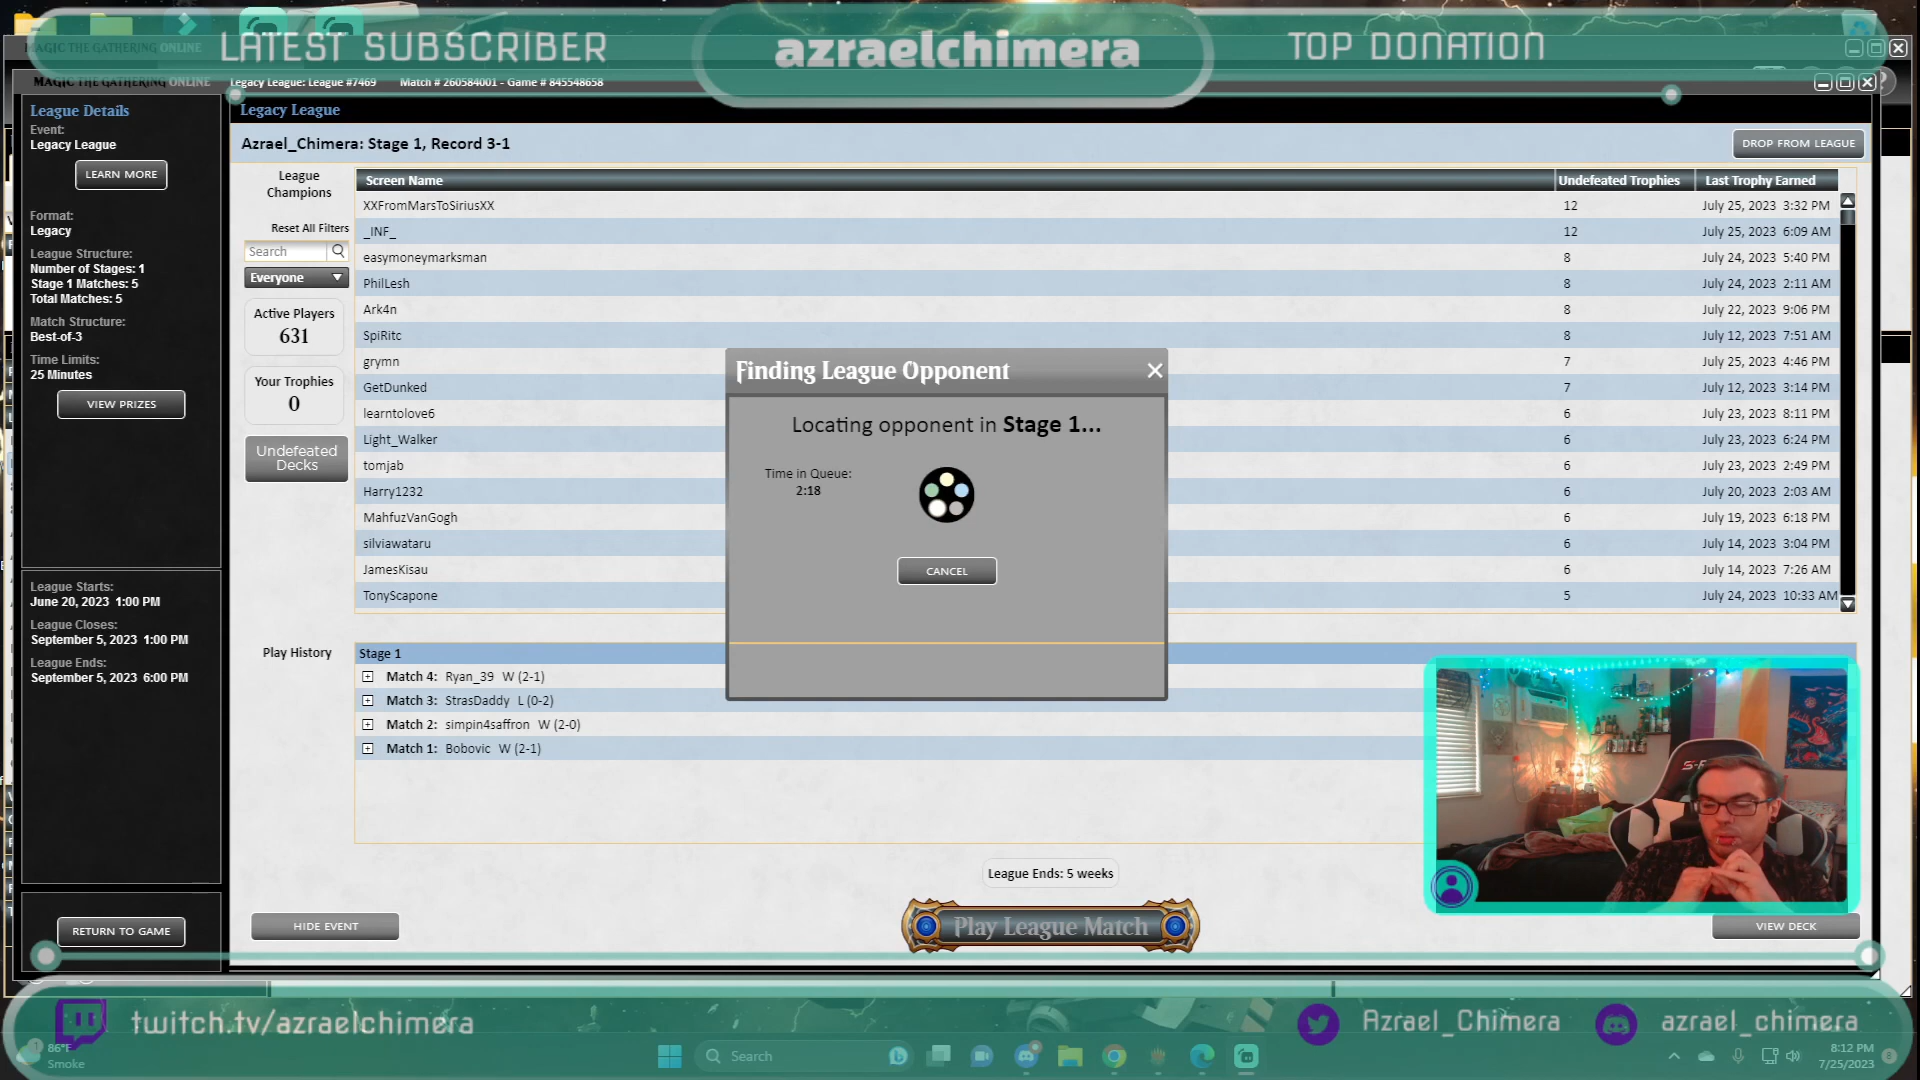 LATEST SUBSCRIBER
azraelchimera
TOP DONATION
MAGIC THE GATHERING ONLINE
MAGIC THE GATHERING ONLINE
Legacy League: League #7469
Match # 260584001 - Game # 845548658
League Details
Event:
Legacy League
LEARN MORE
Format:
Legacy
League Structure:
Number of Stages: 1
Stage 1 Matches: 5
Total Matches: 5
Match Structure:
Best-of-3
Time Limits:
25 Minutes
VIEW PRIZES
League Starts:
June 20, 2023 1:00 PM
League Closes:
September 5, 2023 1:00 PM
League Ends:
September 5, 2023 6:00 PM
RETURN TO GAME
Legacy League
Azrael_Chimera: Stage 1, Record 3-1
DROP FROM LEAGUE
League
Champions
Reset All Filters
Search
Everyone
Active Players
631
Your Trophies
0
Undefeated
Decks
Screen Name Undefeated Trophies Last Trophy Earned
XXFromMarsToSiriusXX 12 July 25, 2023 3:32 PM
_INF_ 12 July 25, 2023 6:09 AM
easymoneymarksman 8 July 24, 2023 5:40 PM
PhilLesh 8 July 24, 2023 2:11 AM
Ark4n 8 July 22, 2023 9:06 PM
SpiRitc 8 July 12, 2023 7:51 AM
grymn 7 July 25, 2023 4:46 PM
GetDunked 7 July 12, 2023 3:14 PM
learntolove6 6 July 23, 2023 8:11 PM
Light_Walker 6 July 23, 2023 6:24 PM
tomjab 6 July 23, 2023 2:49 PM
Harry1232 6 July 20, 2023 2:03 AM
MahfuzVanGogh 6 July 19, 2023 6:18 PM
silviawataru 6 July 14, 2023 3:04 PM
JamesKisau 6 July 14, 2023 7:26 AM
TonyScapone 5 July 24, 2023 10:33 AM
Finding League Opponent
Locating opponent in Stage 1...
Time in Queue:
2:18
CANCEL
Play History
Stage 1
Match 4: Ryan_39 W (2-1)
Match 3: StrasDaddy L (0-2)
Match 2: simpin4saffron W (2-0)
Match 1: Bobovic W (2-1)
League Ends: 5 weeks
HIDE EVENT
Play League Match
VIEW DECK
twitch.tv/azraelchimera
Azrael_Chimera
azrael_chimera
1
86°F
Smoke
Search
8:12 PM
7/25/2023
8